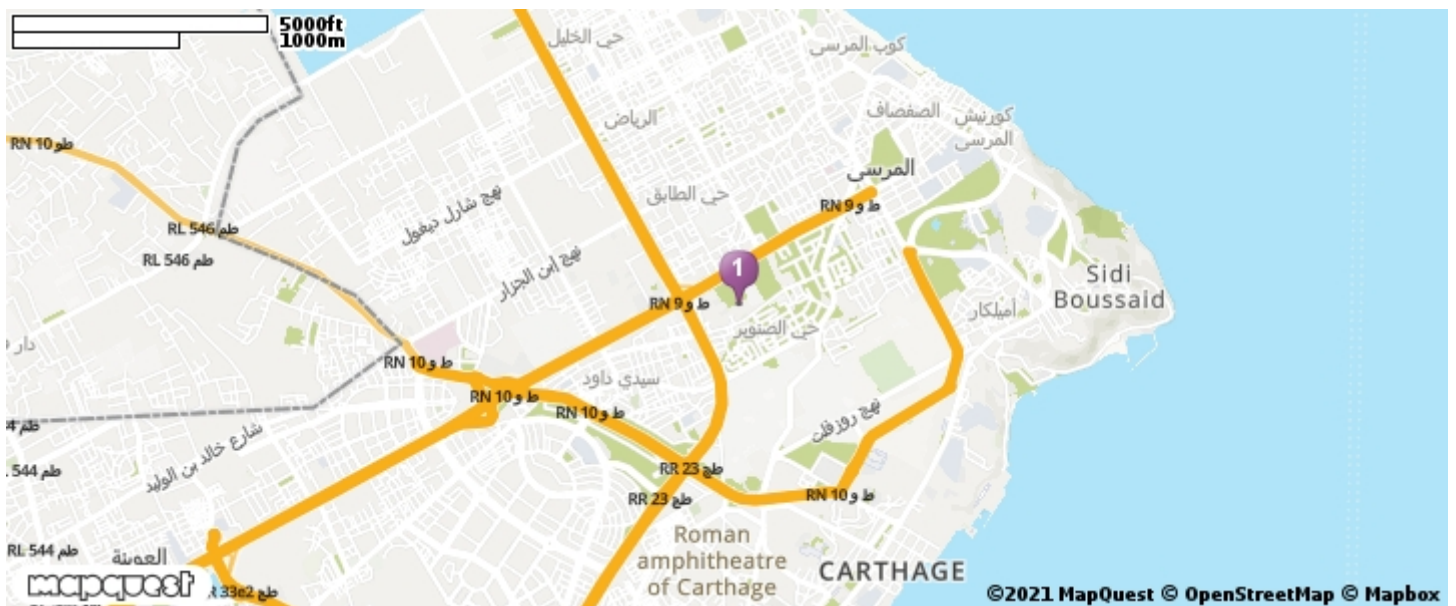 5000ft
1000m
حي الخليل
كوب المرسى
الرياض
الصفصاف
كورنيش
المرسى
RN 10 طو
المرسى
حي الطابق
نهج شارل ديغول
RN 9 ط و
RL 546 طم
RL 546 طم
نهج ابن الجزار
1
Sidi
Boussaid
RN 9 ط و
أميلكار
حي الصنوبر
RN 10 ط و
سيدي داود
RN 10 ط و
RN 10 ط و
نهج روزفلت
شارع خالد بن الوليد
544 طم
RR 23 طج
RR 23 طج
RN 10 ط و
Roman
amphitheatre
of Carthage
CARTHAGE
RL 544 طم
العوينة
mapquest
R 33e2 طج
©2021 MapQuest © OpenStreetMap © Mapbox